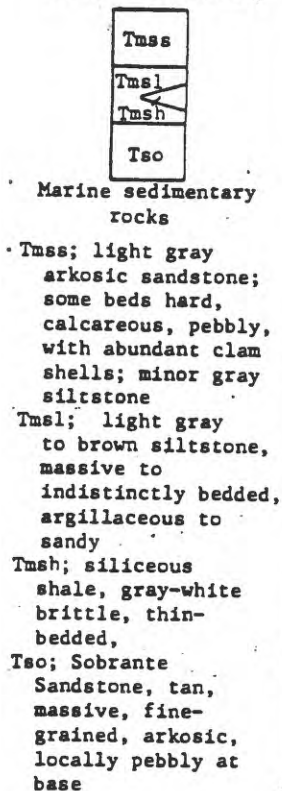 Tmss
Tmsl
Tmsh
Tso
Marine sedimentary
rocks
Tmss; light gray
arkosic sandstone;
some beds hard,
calcareous, pebbly,
with abundant clam
shells; minor gray
siltstone
Tmsl; light gray
to brown siltstone,
massive to
indistinctly bedded,
argillaceous to
sandy
Tmsh; siliceous
shale, gray-white
brittle, thin-
bedded,
Tso; Sobrante
Sandstone, tan,
massive, fine-
grained, arkosic,
locally pebbly at
base